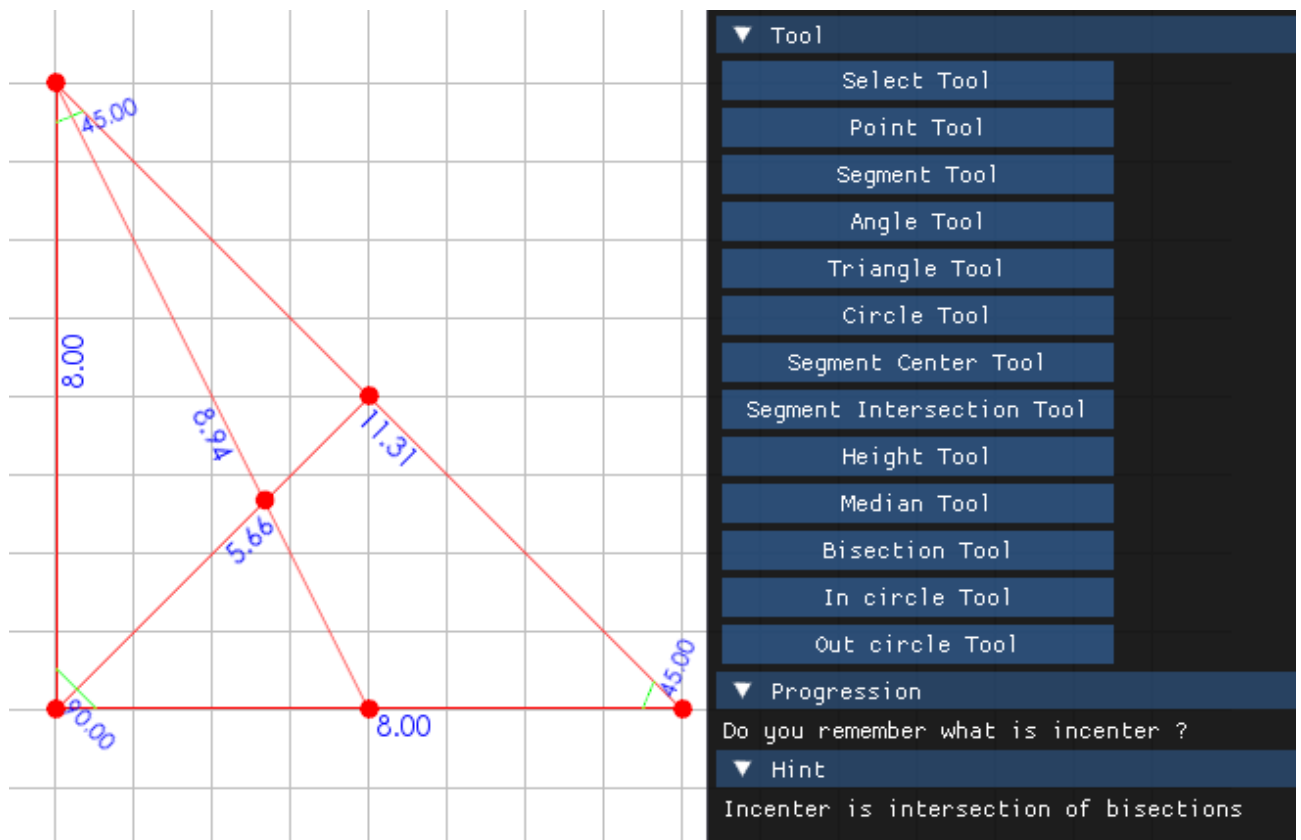 45.00
8.00
8.94
11.31
5.66
45.00
90.00
8.00
Tool
Select Tool
Point Tool
Segment Tool
Angle Tool
Triangle Tool
Circle Tool
Segment Center Tool
Segment Intersection Tool
Height Tool
Median Tool
Bisection Tool
In circle Tool
Out circle Tool
Progression
Do you remember what is incenter ?
Hint
Incenter is intersection of bisections